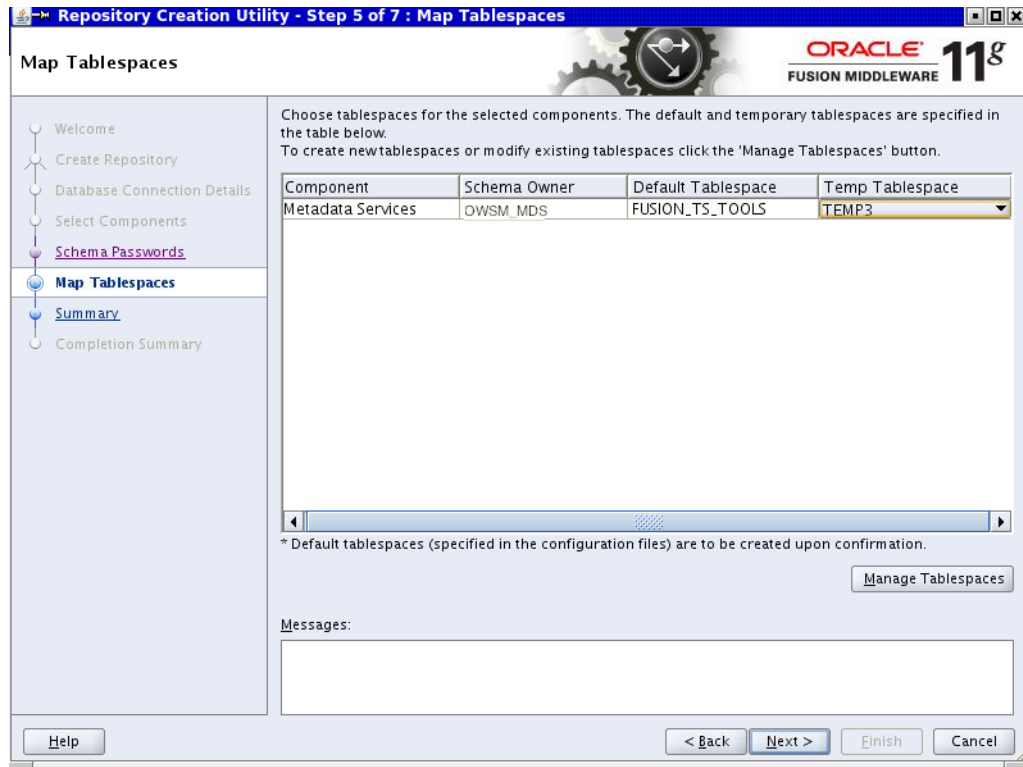 Repository Creation Utility - Step 5 of 7 : Map Tablespaces
Map Tablespaces
ORACLE
FUSION MIDDLEWARE
11g
Welcome
Create Repository
Database Connection Details
Select Components
Schema Passwords
Map Tablespaces
Summary
Completion Summary
Choose tablespaces for the selected components. The default and temporary tablespaces are specified in
the table below.
To create new tablespaces or modify existing tablespaces click the 'Manage Tablespaces' button.
Component Schema Owner Default Tablespace Temp Tablespace
Metadata Services OWSM_MDS FUSION_TS_TOOLS TEMP3
* Default tablespaces (specified in the configuration files) are to be created upon confirmation.
Manage Tablespaces
Messages:
Help < Back Next > Finish Cancel